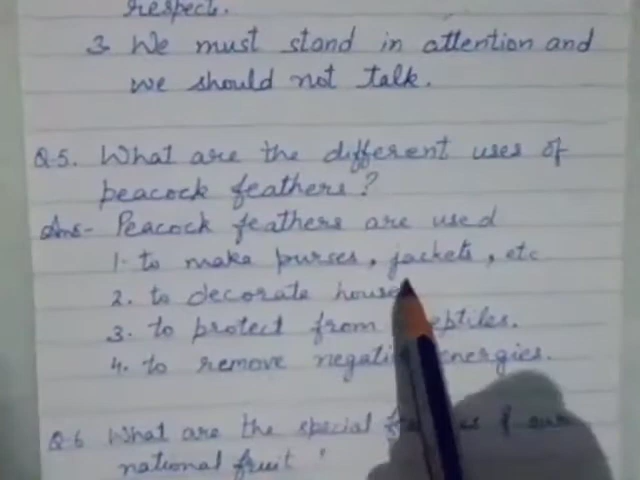 respect.
3. We must stand in attention and
we should not talk.
Q.5. What are the different uses of
peacock feathers?
Ans- Peacock feathers are used
1. to make purses, jackets, etc
2. to decorate
3. to protect from
4. to remove energies.
Q.6 What are the special
national fruit ?